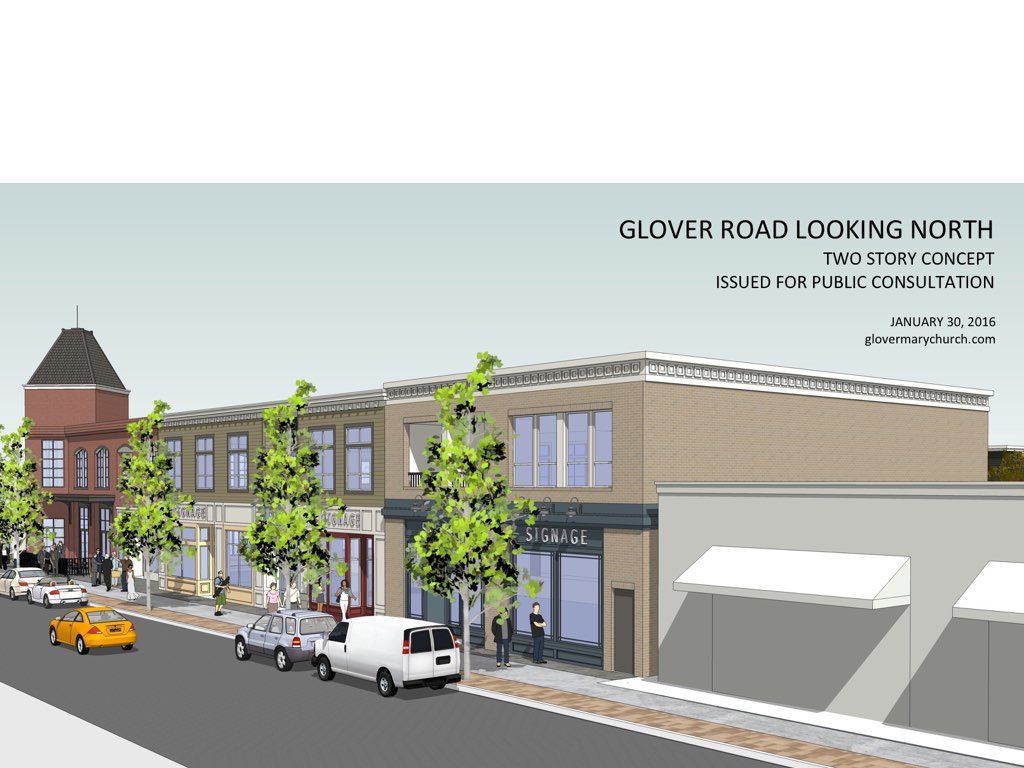 GLOVER ROAD LOOKING NORTH
TWO STORY CONCEPT
ISSUED FOR PUBLIC CONSULTATION
JANUARY 30, 2016
glovermarychurch.com
SIGNAGE
SIGNAGE
SIGNAGE